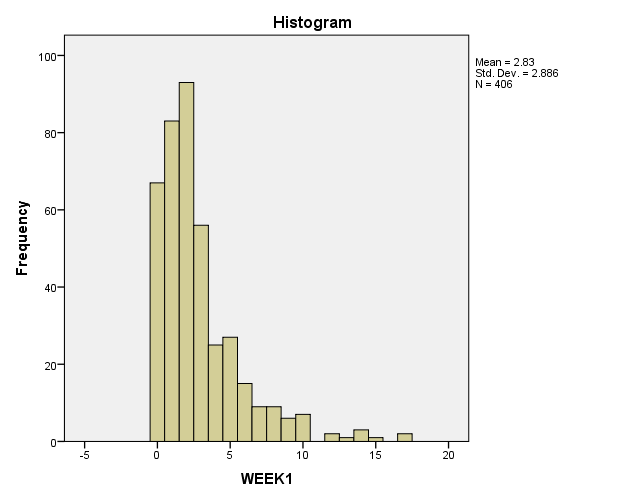 Histogram
Mean = 2.83
Std. Dev. = 2.886
N = 406
Frequency
100
80
60
40
20
0
-5 0 5 10 15 20
WEEK1